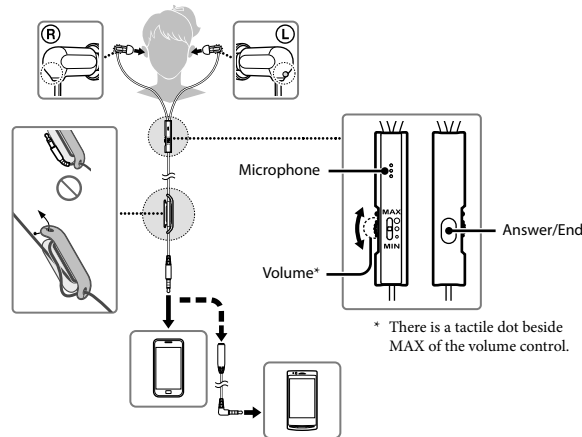 R
L
Microphone
MAX
MIN
Volume*
Answer/End
* There is a tactile dot beside
MAX of the volume control.